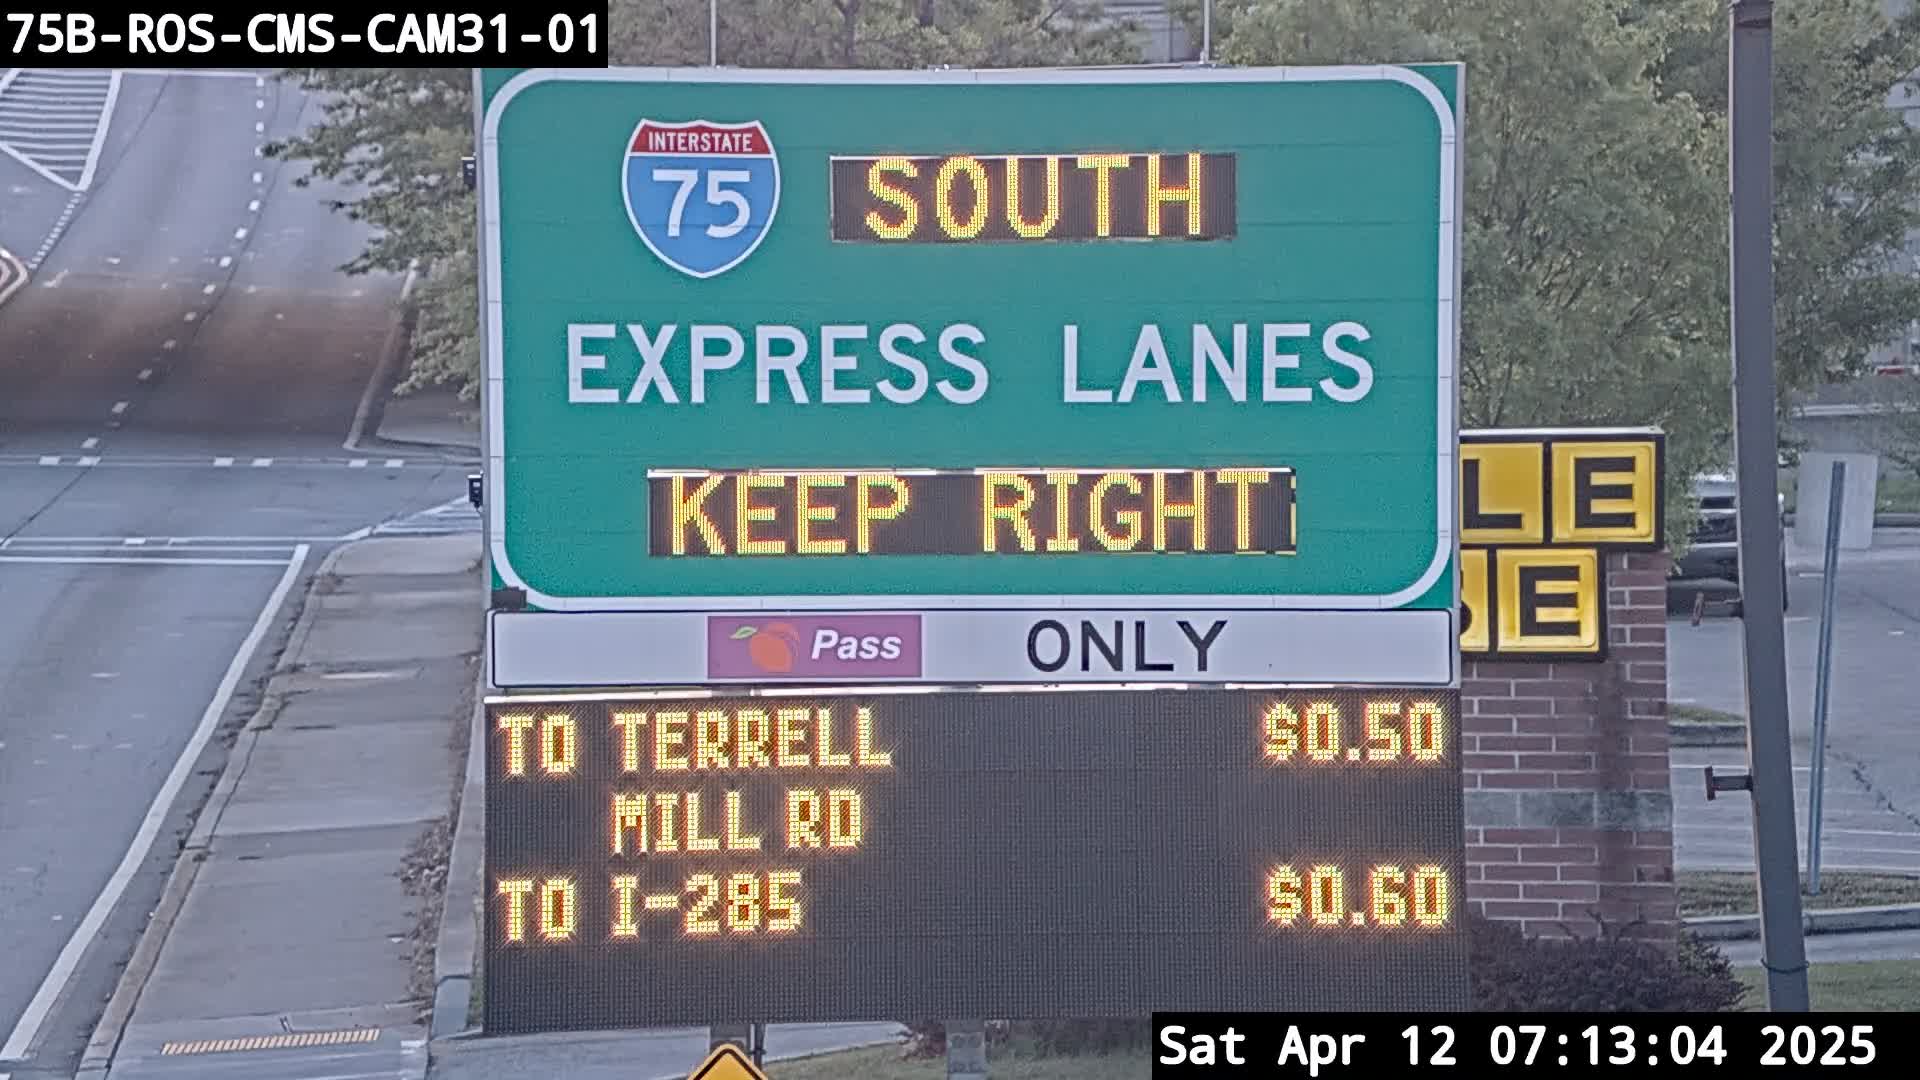 75B-ROS-CMS-CAM31-01
INTERSTATE
75
SOUTH
EXPRESS LANES
KEEP RIGHT
Pass ONLY
LE
E
TO TERRELL $0.50
MILL RD
TO I-285 $0.60
Sat Apr 12 07:13:04 2025